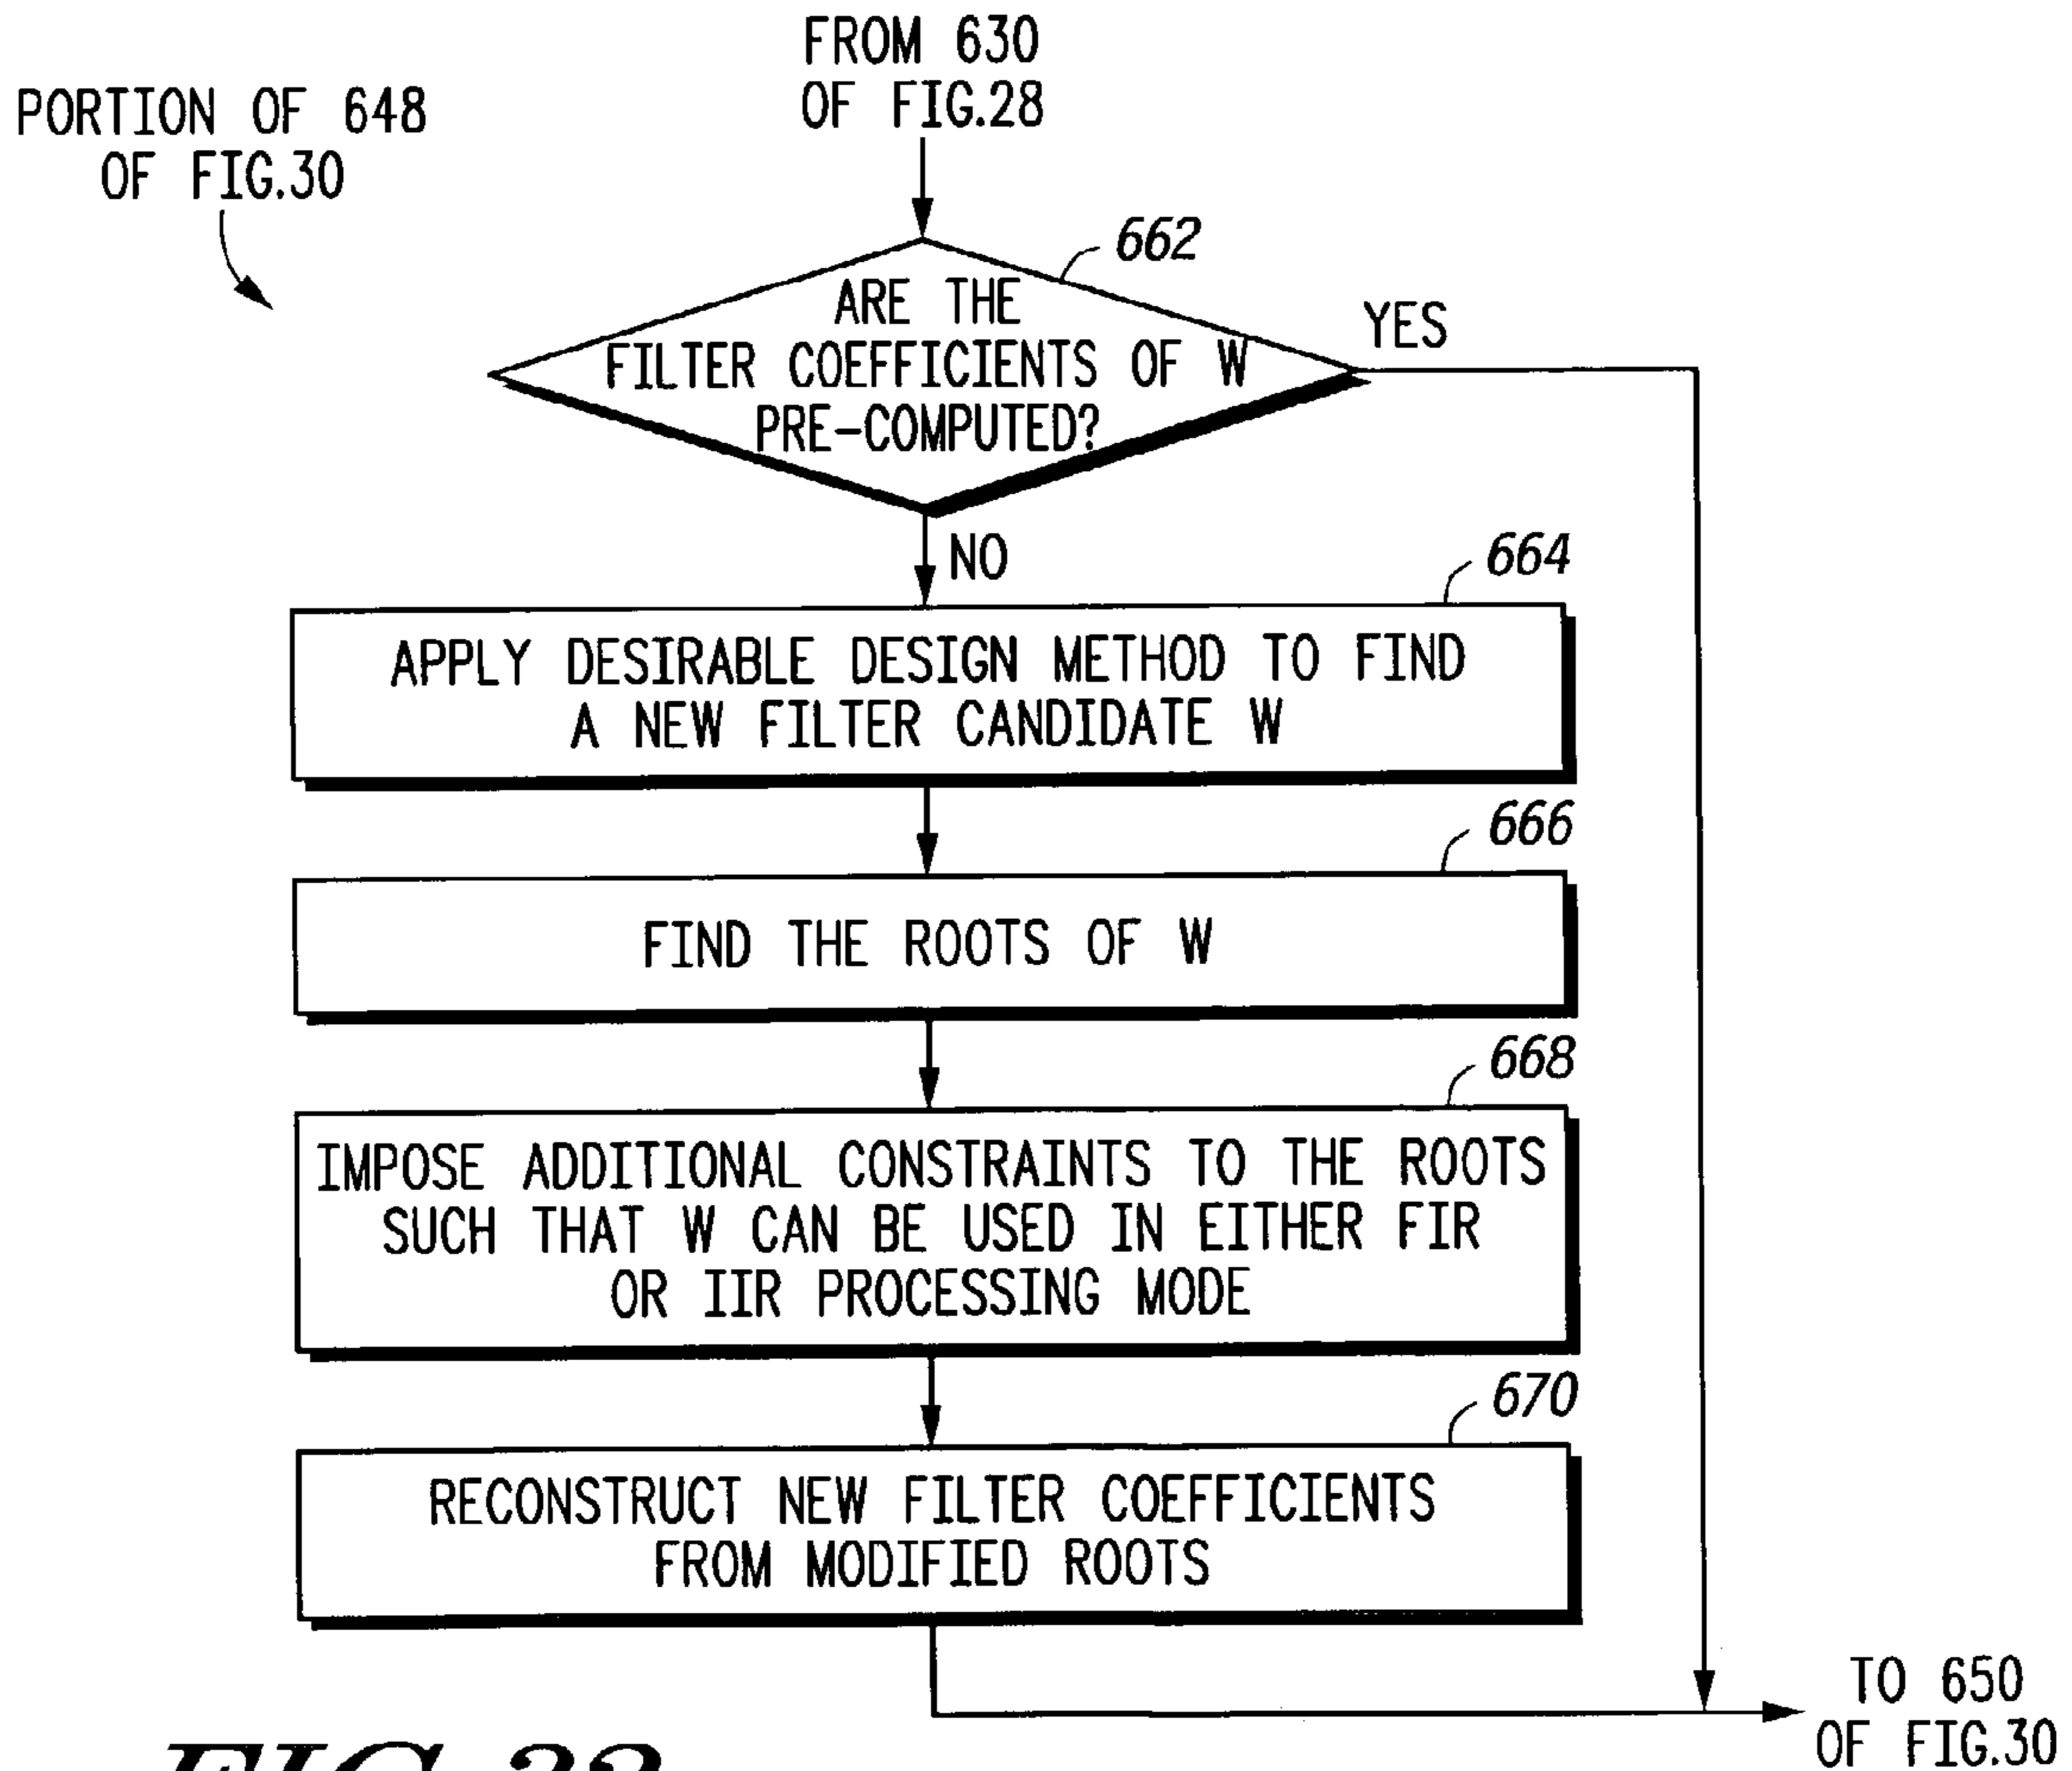 FROM 630
OF FIG.28
PORTION OF 648
OF FIG.30
662
ARE THE
FILTER COEFFICIENTS OF W
PRE-COMPUTED?
YES
NO
664
APPLY DESIRABLE DESIGN METHOD TO FIND
A NEW FILTER CANDIDATE W
666
FIND THE ROOTS OF W
668
IMPOSE ADDITIONAL CONSTRAINTS TO THE ROOTS
SUCH THAT W CAN BE USED IN EITHER FIR
OR IIR PROCESSING MODE
670
RECONSTRUCT NEW FILTER COEFFICIENTS
FROM MODIFIED ROOTS
TO 650
OF FIG.30
FIG.